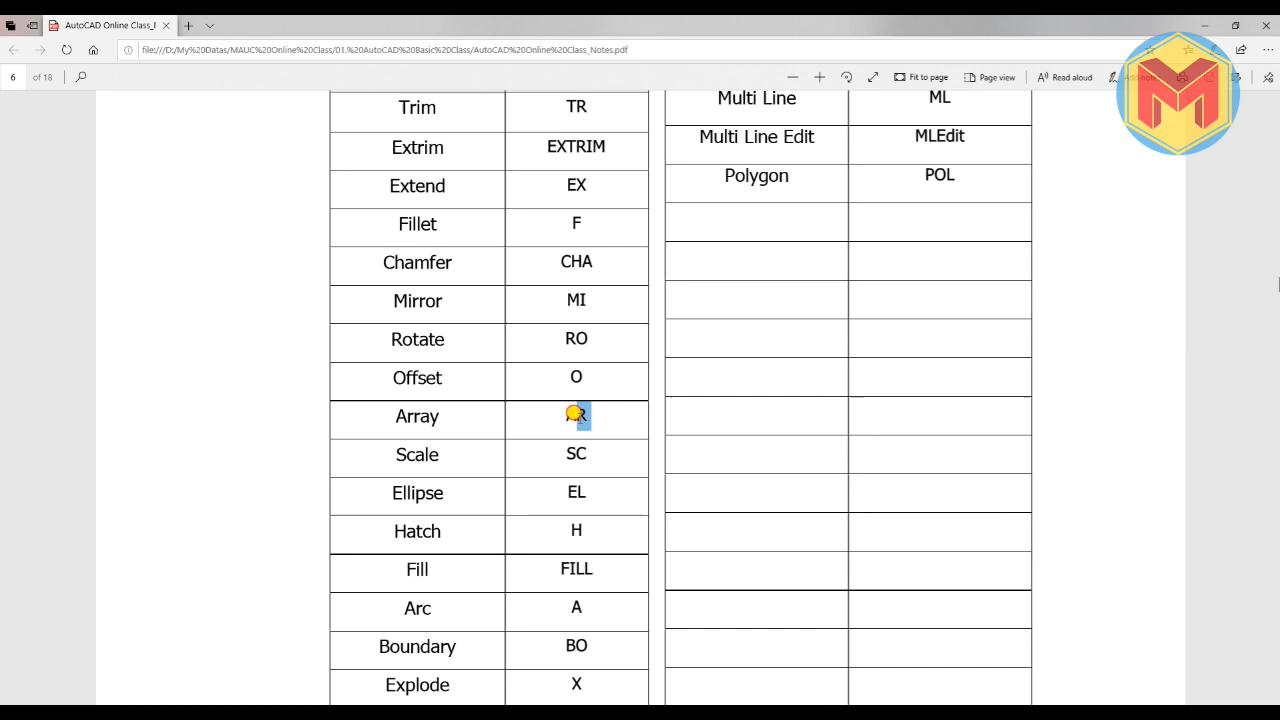 AutoCAD Online Class_
file:///D:/My%20Datas/MAUC%20Online%20Class/01.%20AutoCAD%20Basic%20Class/AutoCAD%20Online%20Class_Notes.pdf
6 of 18
Fit to page
Page view
Read aloud
Trim TR
Extrim EXTRIM
Extend EX
Fillet F
Chamfer CHA
Mirror MI
Rotate RO
Offset O
Array AR
Scale SC
Ellipse EL
Hatch H
Fill FILL
Arc A
Boundary BO
Explode X
Multi Line ML
Multi Line Edit MLEdit
Polygon POL
M